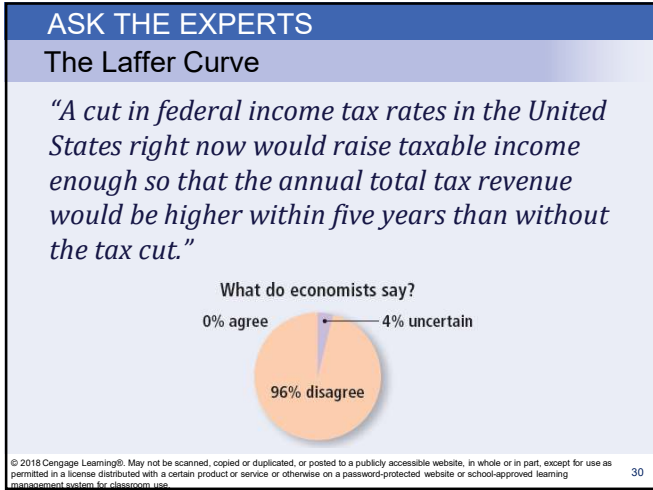 ASK THE EXPERTS
The Laffer Curve
“A cut in federal income tax rates in the United
States right now would raise taxable income
enough so that the annual total tax revenue
would be higher within five years than without
the tax cut.”
What do economists say?
0% agree
4% uncertain
96% disagree
© 2018 Cengage Learning®. May not be scanned, copied or duplicated, or posted to a publicly accessible website, in whole or in part, except for use as
permitted in a license distributed with a certain product or service or otherwise on a password-protected website or school-approved learning
management system for classroom use.
30